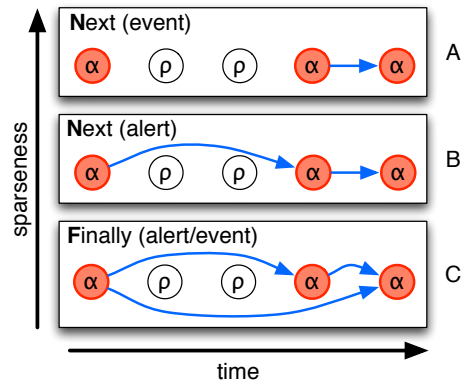 Next (event)
α ρ ρ α α
A
Next (alert)
α ρ ρ α α
B
Finally (alert/event)
α ρ ρ α α
C
sparseness
time